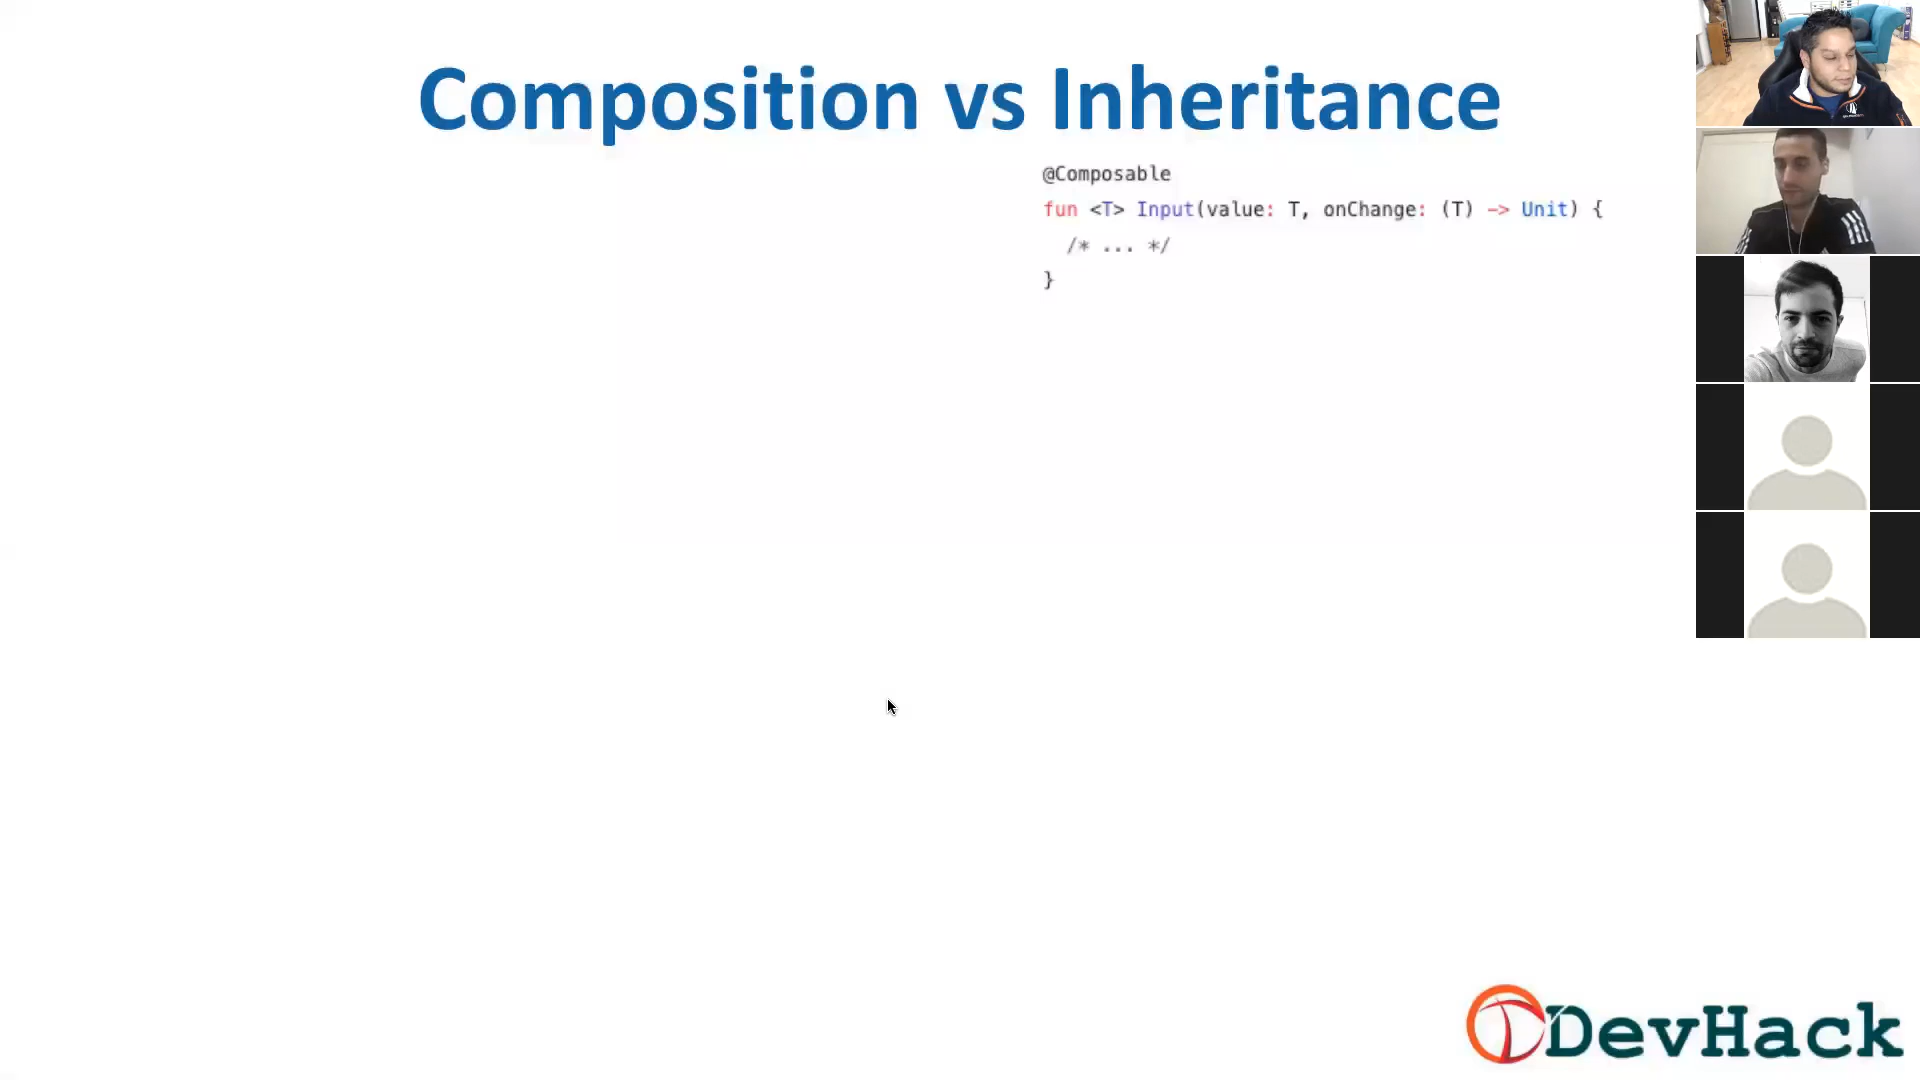 Composition vs Inheritance
@Composable
fun <T> Input(value: T, onChange: (T) -> Unit) {
/* ... */
}
DevHack